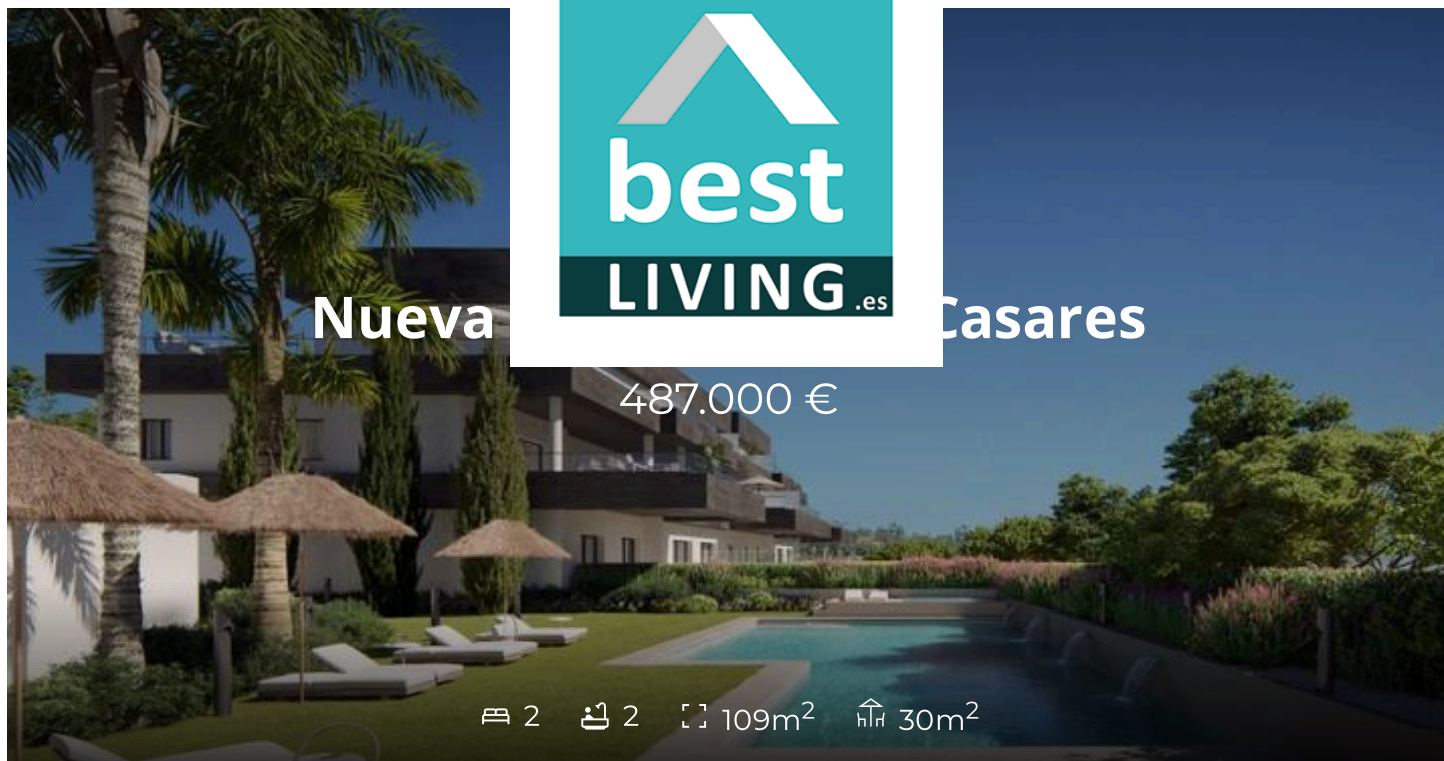 best
LIVING.es
Nueva Casares
487.000 €
2 2 109m² 30m²